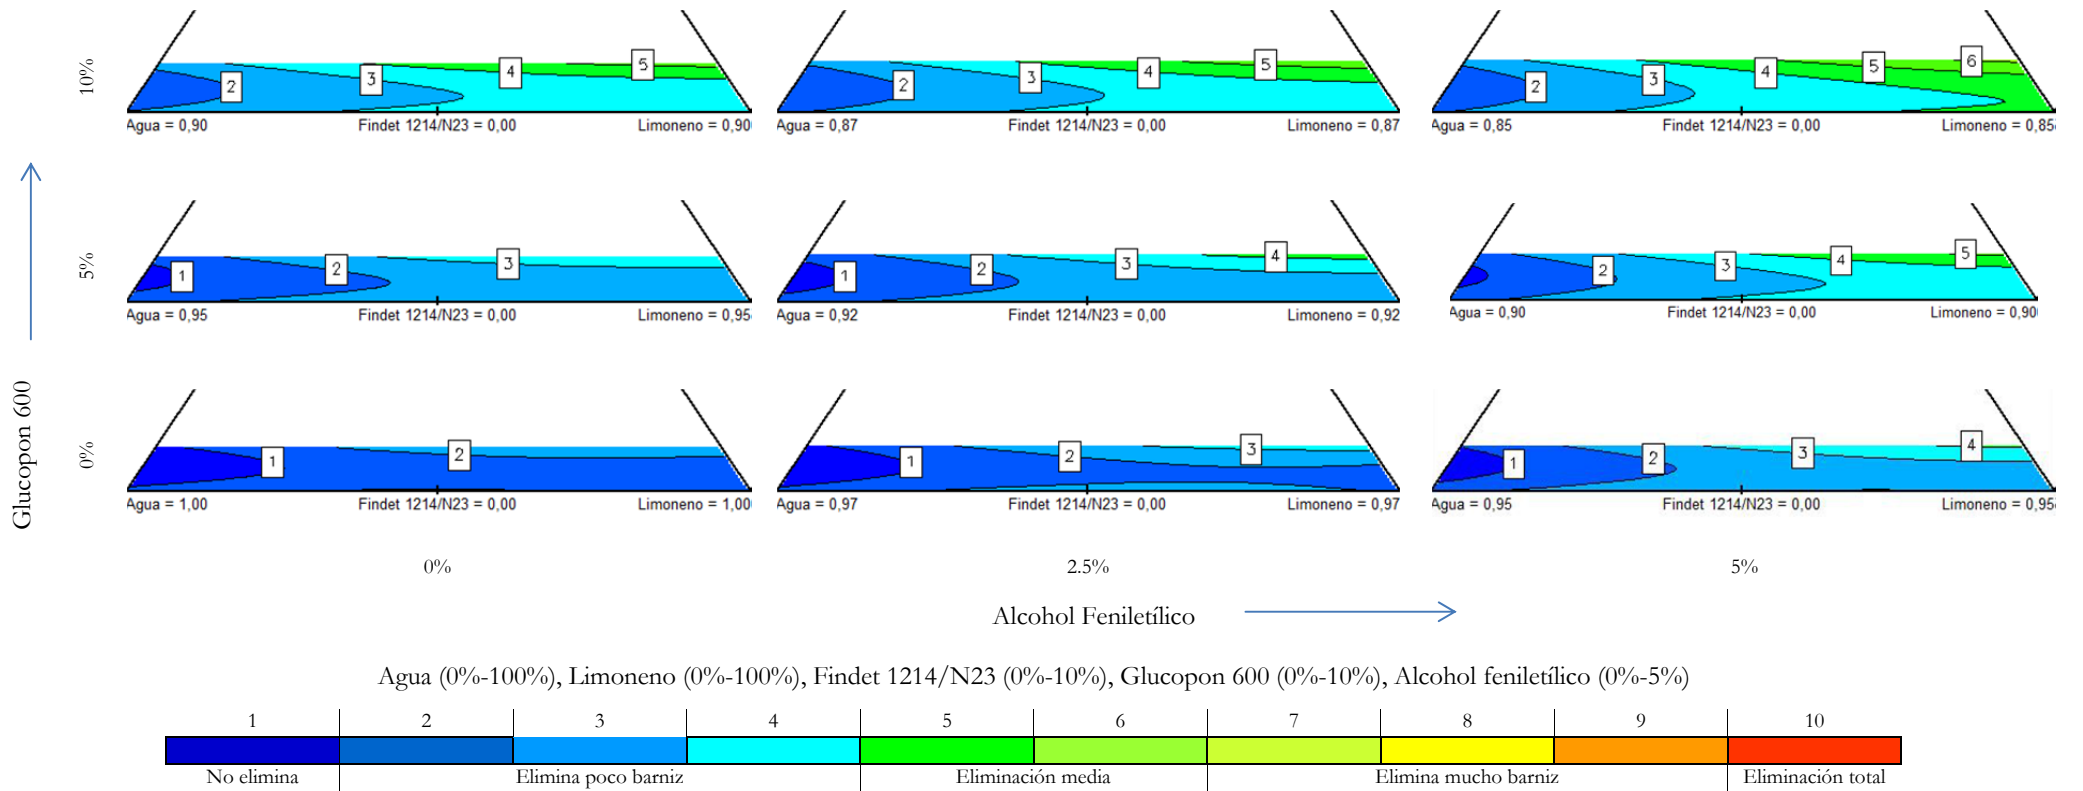 10%
2 3 4 5
Agua = 0,90 Findet 1214/N23 = 0,00 Limoneno = 0,90
2 3 4 5
Agua = 0,87 Findet 1214/N23 = 0,00 Limoneno = 0,87
2 3 4 5 6
Agua = 0,85 Findet 1214/N23 = 0,00 Limoneno = 0,85
5%
1 2 3
Agua = 0,95 Findet 1214/N23 = 0,00 Limoneno = 0,95
1 2 3 4
Agua = 0,92 Findet 1214/N23 = 0,00 Limoneno = 0,92
2 3 4 5
Agua = 0,90 Findet 1214/N23 = 0,00 Limoneno = 0,90
Glucopon 600
0%
1 2
Agua = 1,00 Findet 1214/N23 = 0,00 Limoneno = 1,00
1 2 3
Agua = 0,97 Findet 1214/N23 = 0,00 Limoneno = 0,97
1 2 3 4
Agua = 0,95 Findet 1214/N23 = 0,00 Limoneno = 0,95
0% 2.5% 5%
Alcohol Feniletílico
Agua (0%-100%), Limoneno (0%-100%), Findet 1214/N23 (0%-10%), Glucopon 600 (0%-10%), Alcohol feniletílico (0%-5%)
1 2 3 4 5 6 7 8 9 10
No elimina Elimina poco barniz Eliminación media Elimina mucho barniz Eliminación total